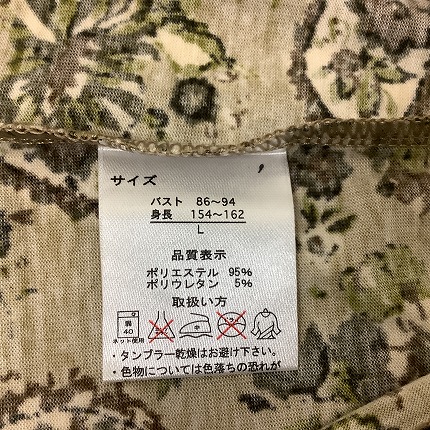 サイズ
バスト 86~94
身長 154~162
L
品質表示
ポリエステル 95%
ポリウレタン 5%
取扱い方
弱
40
ネット使用
・タンブラー乾燥はお避け下さい。
・色物については色落ちの恐れが